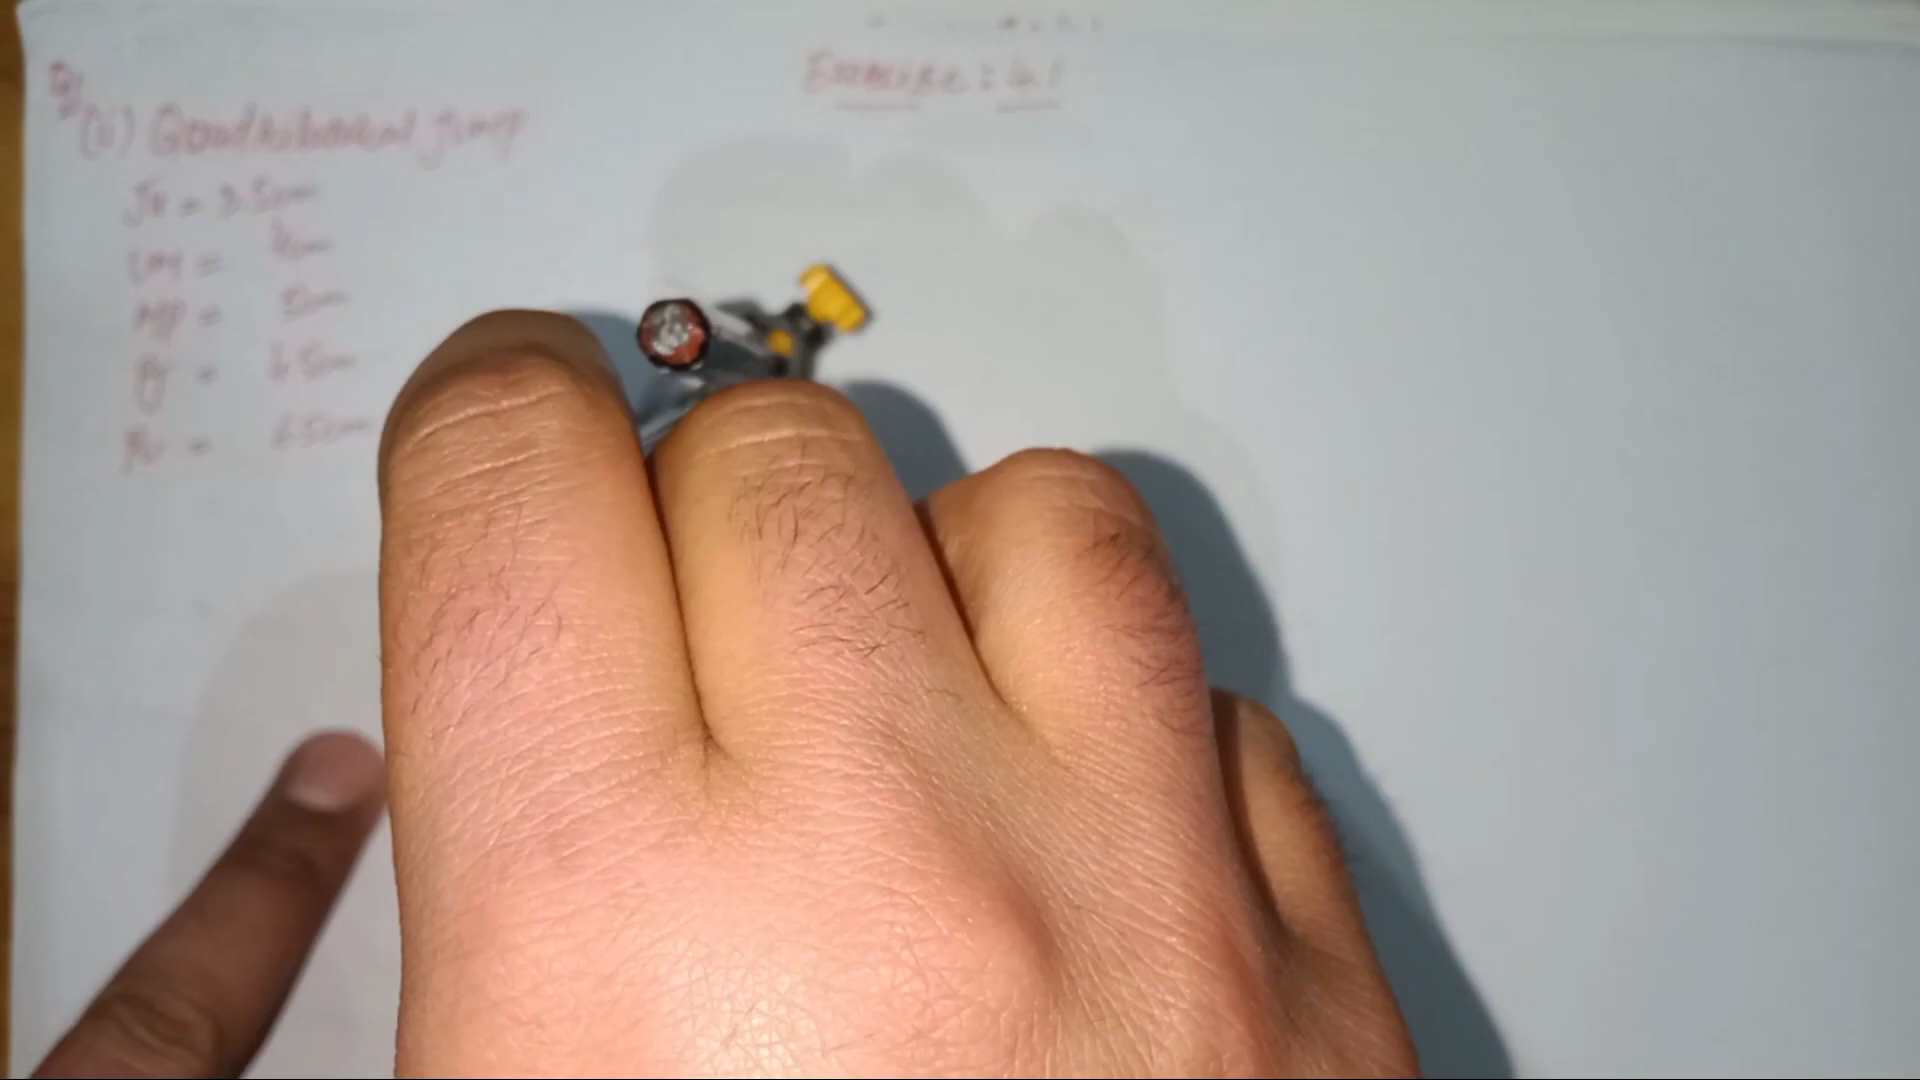 Exercise : 4.1
Q1
(ii) Quadrilateral jump
JU = 3.5cm
UM = 4cm
MP = 5cm
PJ = 4.5cm
PU = 6.5cm